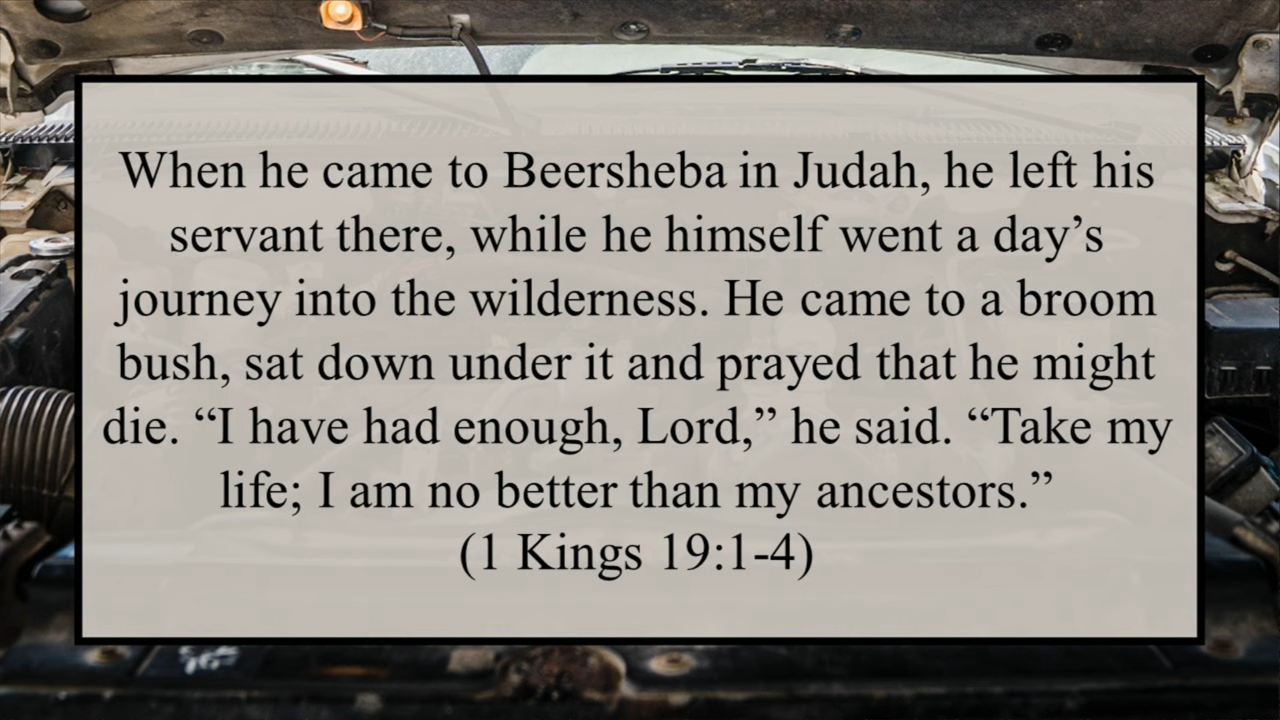 When he came to Beersheba in Judah, he left his
servant there, while he himself went a day’s
journey into the wilderness. He came to a broom
bush, sat down under it and prayed that he might
die. “I have had enough, Lord,” he said. “Take my
life; I am no better than my ancestors.”
(1 Kings 19:1-4)